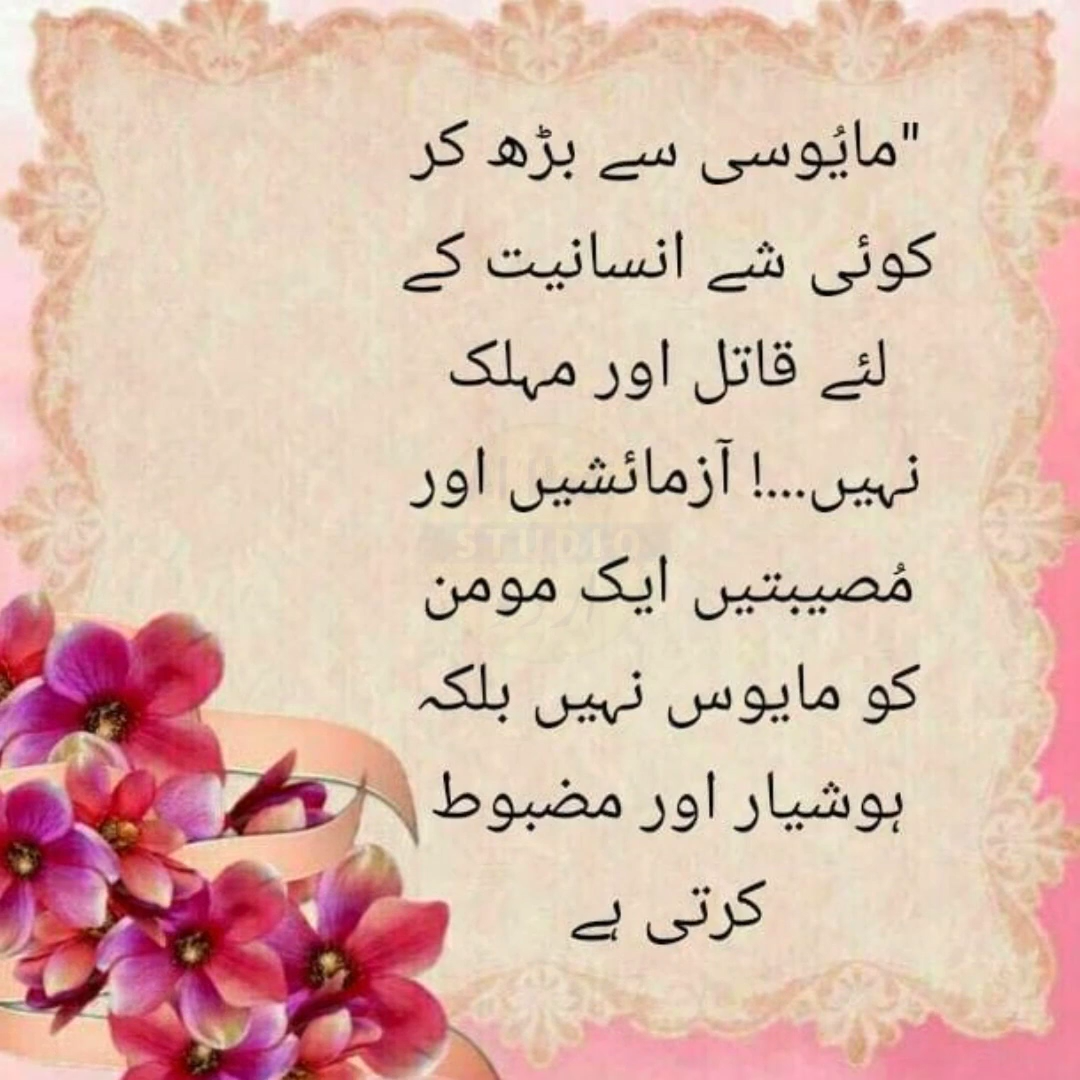 "مایُوسی سے بڑھ کر
کوئی شے انسانیت کے
لئے قاتل اور مہلک
نہیں...! آزمائشیں اور
STUDIO
مُصیبتیں ایک مومن
کو مایوس نہیں بلکہ
ہوشیار اور مضبوط
کرتی ہے